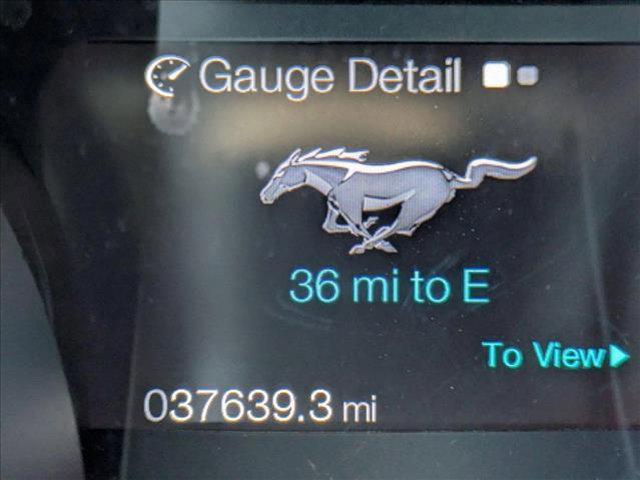 Gauge Detail
36 mi to E
To View
037639.3 mi